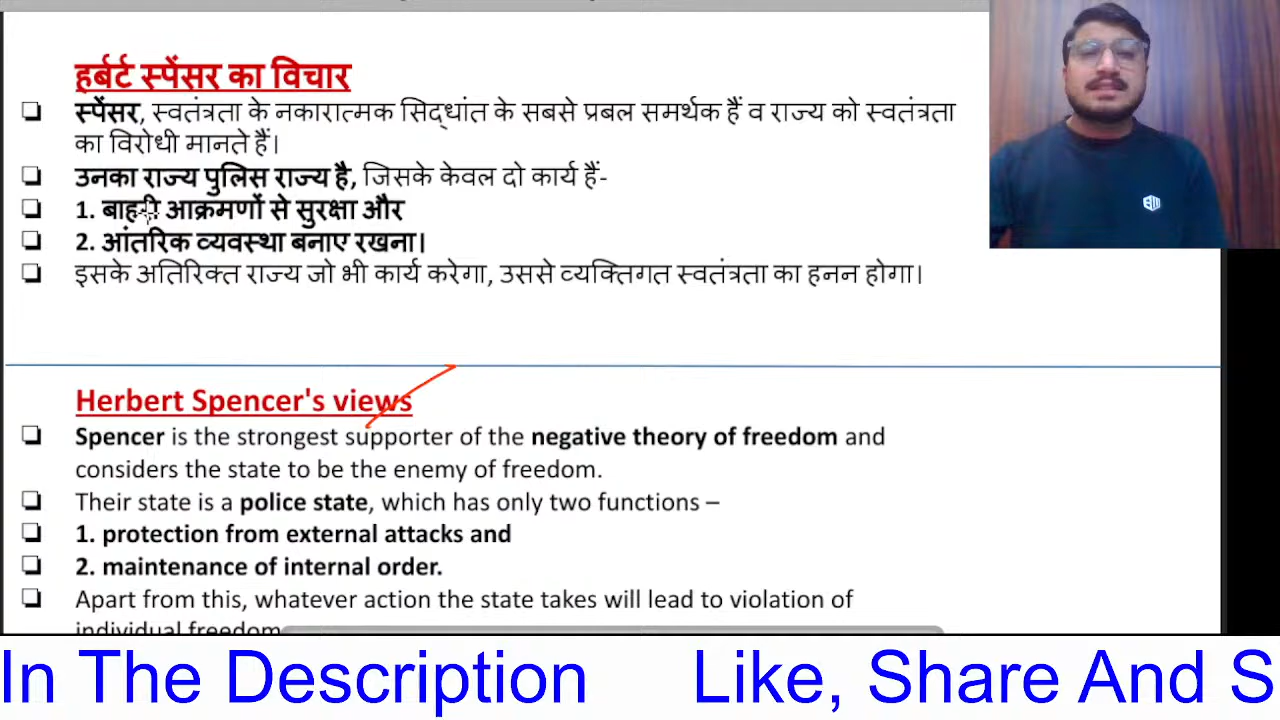 हर्बर्ट स्पेंसर का विचार
❑ स्पेंसर, स्वतंत्रता के नकारात्मक सिद्धांत के सबसे प्रबल समर्थक हैं व राज्य को स्वतंत्रता
का विरोधी मानते हैं।
❑ उनका राज्य पुलिस राज्य है, जिसके केवल दो कार्य हैं-
❑ 1. बाहरी आक्रमणों से सुरक्षा और
❑ 2. आंतरिक व्यवस्था बनाए रखना।
❑ इसके अतिरिक्त राज्य जो भी कार्य करेगा, उससे व्यक्तिगत स्वतंत्रता का हनन होगा।
Herbert Spencer's views
❑ Spencer is the strongest supporter of the negative theory of freedom and
considers the state to be the enemy of freedom.
❑ Their state is a police state, which has only two functions –
❑ 1. protection from external attacks and
❑ 2. maintenance of internal order.
❑ Apart from this, whatever action the state takes will lead to violation of
individual freedom
In The Description Like, Share And S